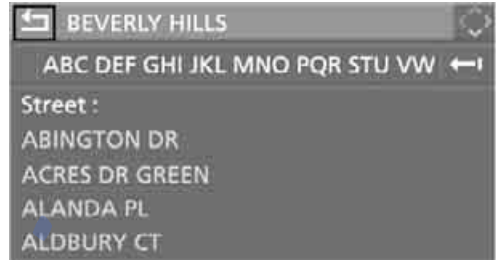 BEVERLY HILLS
ABC DEF GHI JKL MNO PQR STU VW
Street :
ABINGTON DR
ACRES DR GREEN
ALANDA PL
ALDBURY CT